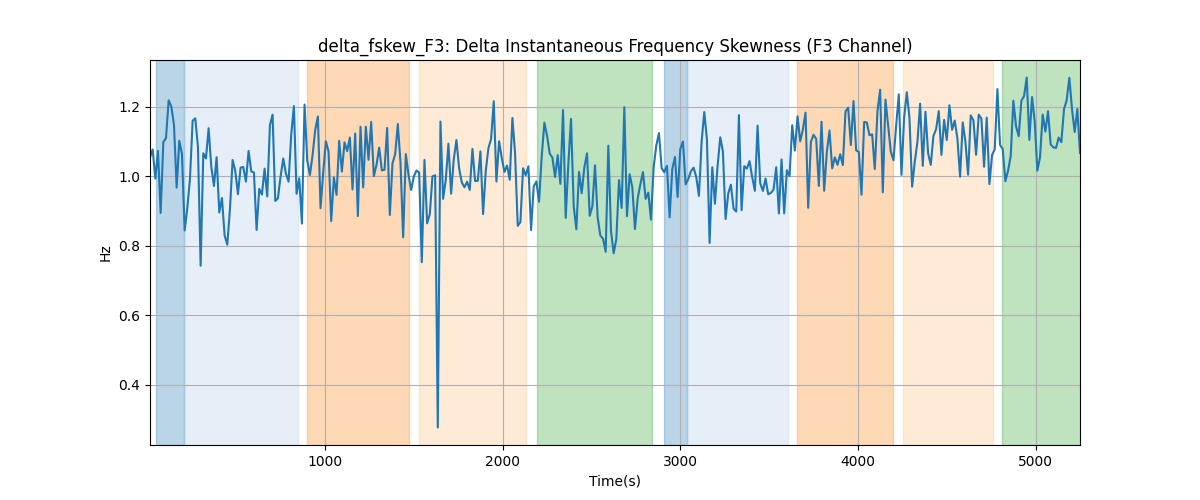 delta_fskew_F3: Delta Instantaneous Frequency Skewness (F3 Channel)
1.2
1.0
0.8
0.6
0.4
Hz
1000 2000 3000 4000 5000
Time(s)